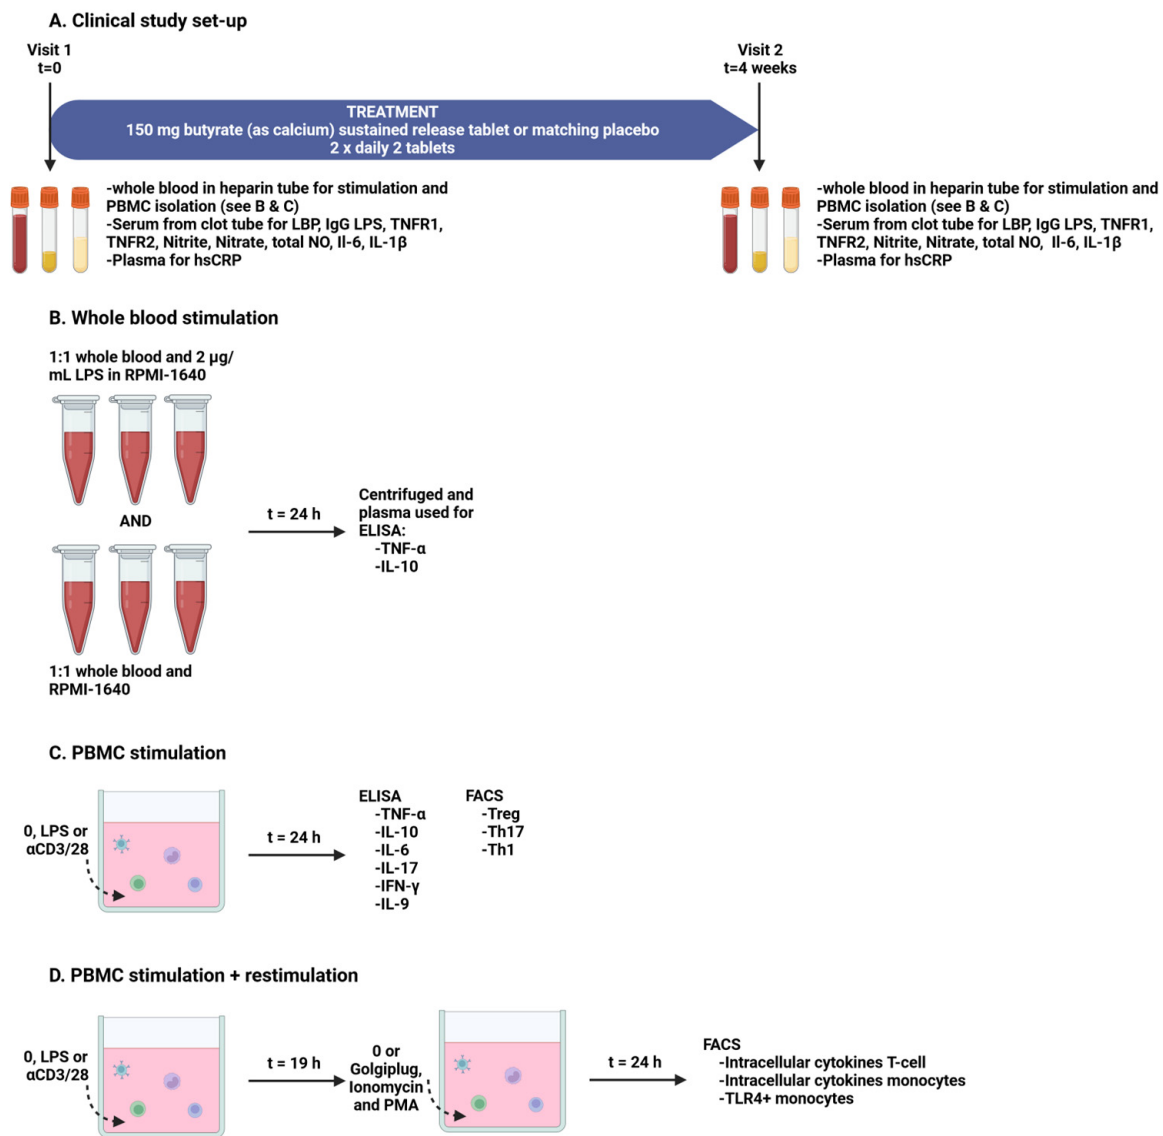 A. Clinical study set-up
Visit 1
t=0
Visit 2
t=4 weeks
TREATMENT
150 mg butyrate (as calcium) sustained release tablet or matching placebo
2 x daily 2 tablets
-whole blood in heparin tube for stimulation and
PBMC isolation (see B & C)
-Serum from clot tube for LBP, IgG LPS, TNFR1,
TNFR2, Nitrite, Nitrate, total NO, Il-6, IL-1β
-Plasma for hsCRP
-whole blood in heparin tube for stimulation and
PBMC isolation (see B & C)
-Serum from clot tube for LBP, IgG LPS, TNFR1,
TNFR2, Nitrite, Nitrate, total NO, Il-6, IL-1β
-Plasma for hsCRP
B. Whole blood stimulation
1:1 whole blood and 2 µg/
mL LPS in RPMI-1640
AND
1:1 whole blood and
RPMI-1640
t = 24 h
Centrifuged and
plasma used for
ELISA:
-TNF-α
-IL-10
C. PBMC stimulation
0, LPS or
αCD3/28
t = 24 h
ELISA
-TNF-α
-IL-10
-IL-6
-IL-17
-IFN-γ
-IL-9
FACS
-Treg
-Th17
-Th1
D. PBMC stimulation + restimulation
0, LPS or
αCD3/28
t = 19 h
0 or
Golgiplug,
Ionomycin
and PMA
t = 24 h
FACS
-Intracellular cytokines T-cell
-Intracellular cytokines monocytes
-TLR4+ monocytes